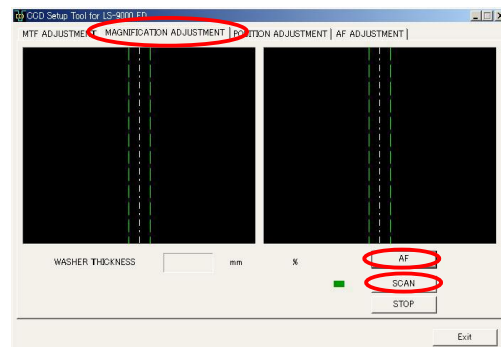 CCD Setup Tool for LS-9000 ED
MTF ADJUSTMENT MAGNIFICATION ADJUSTMENT POSITION ADJUSTMENT AF ADJUSTMENT
WASHER THICKNESS mm % AF
SCAN
STOP
Exit